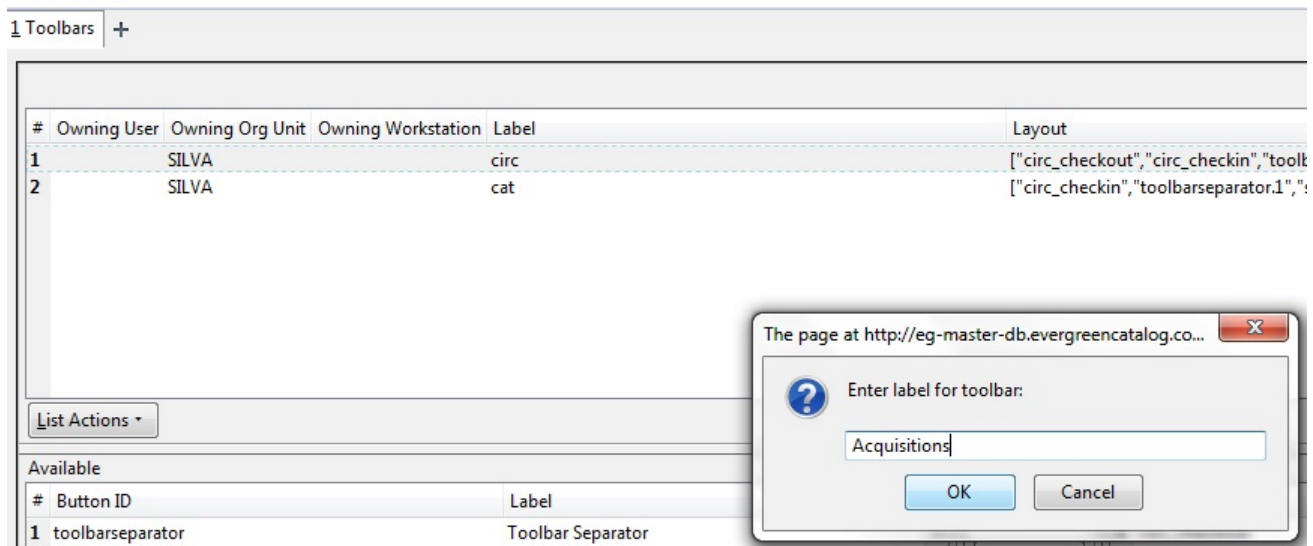 1 Toolbars +
# Owning User Owning Org Unit Owning Workstation Label Layout
1 SILVA circ ["circ_checkout","circ_checkin","toolb
2 SILVA cat ["circ_checkin","toolbarseparator.1","s
The page at http://eg-master-db.evergreencatalog.co...
Enter label for toolbar:
Acquisitions
OK Cancel
List Actions
Available
# Button ID Label
1 toolbarseparator Toolbar Separator